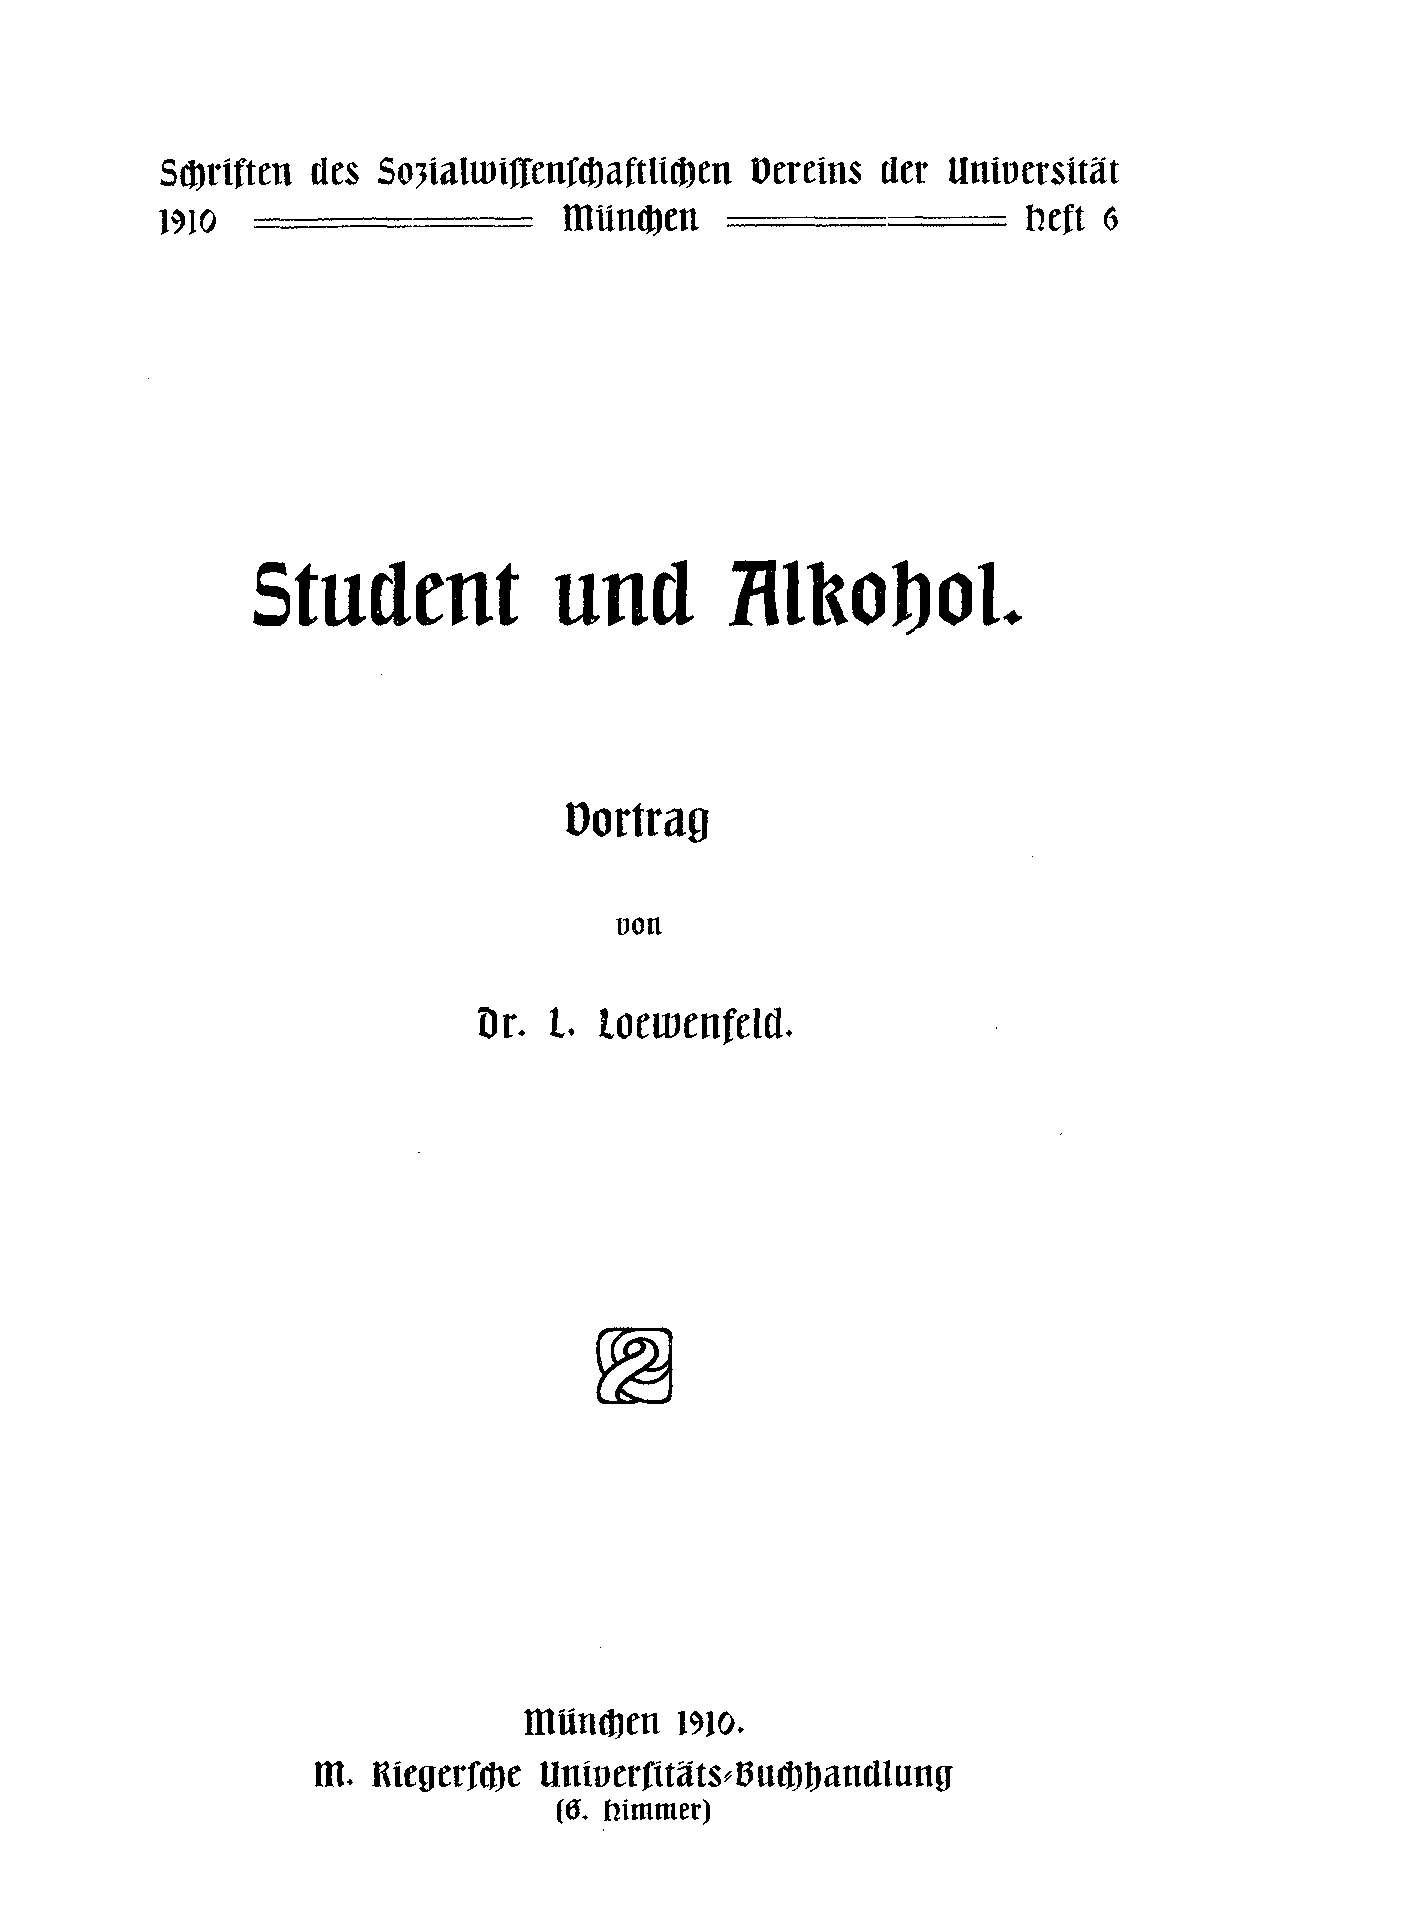 Schriften des Sozialwiſſenſchaftlichen Vereins der Universität
1910 München Heft 6
Student und Alkohol.
Vortrag
von
Dr. L. Loewenfeld.
München 1910.
M. Riegerſche Univerſitäts-Buchhandlung
(G. Himmer)